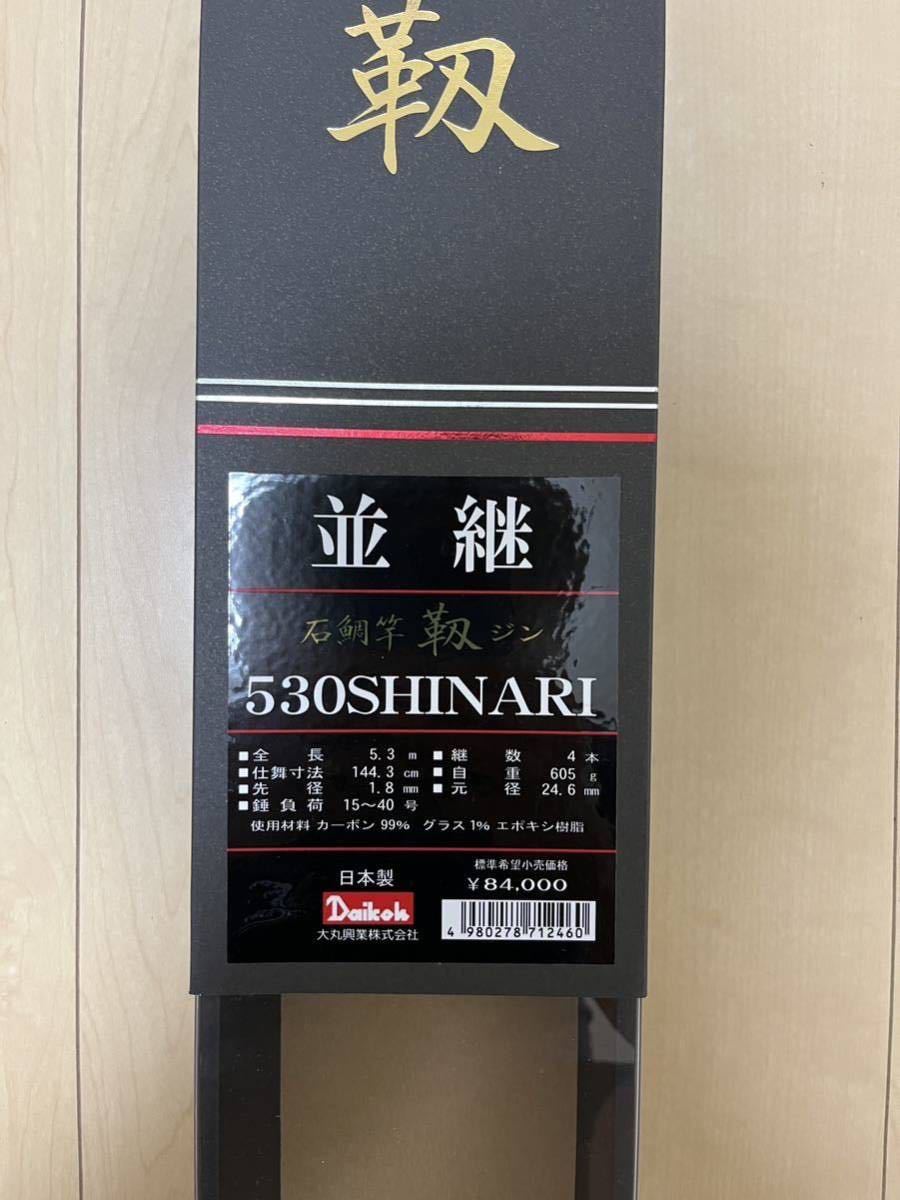 靱
並継
石鯛竿 靱 ジン
530SHINARI
■全長 5.3 m ■継数 4 本
■仕舞寸法 144.3 cm ■自重 605 g
■先径 1.8 mm ■元径 24.6 mm
■錘負荷 15〜40 号
使用材料 カーボン 99% グラス 1% エポキシ樹脂
標準希望小売価格
日本製 ¥84,000
Daikoh
大丸興業株式会社
4 980278 712460